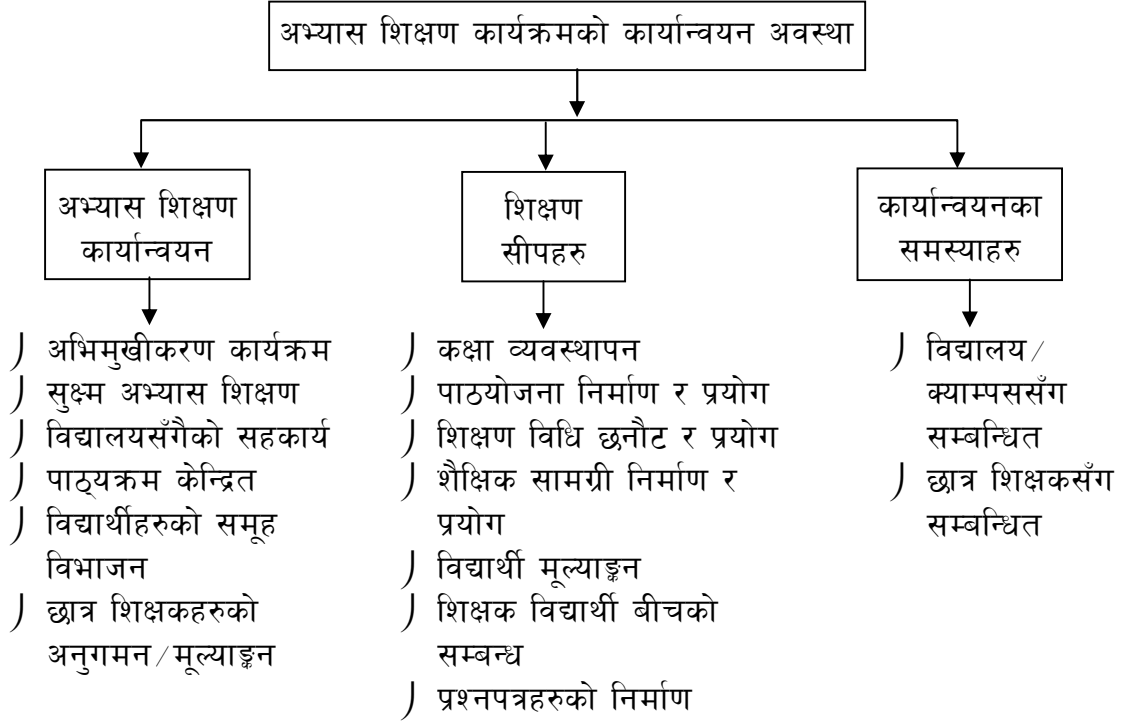 अभ्यास शिक्षण कार्यक्रमको कार्यान्वयन अवस्था
अभ्यास शिक्षण
कार्यान्वयन
शिक्षण
सीपहरु
कार्यान्वयनका
समस्याहरु
अभिमुखीकरण कार्यक्रम
सुक्ष्म अभ्यास शिक्षण
विद्यालयसँगैको सहकार्य
पाठ्यक्रम केन्द्रित
विद्यार्थीहरुको समूह
विभाजन
छात्र शिक्षकहरुको
अनुगमन/मूल्याङ्कन
कक्षा व्यवस्थापन
पाठयोजना निर्माण र प्रयोग
शिक्षण विधि छनौट र प्रयोग
शैक्षिक सामग्री निर्माण र
प्रयोग
विद्यार्थी मूल्याङ्कन
शिक्षक विद्यार्थी बीचको
सम्बन्ध
प्रश्नपत्रहरुको निर्माण
विद्यालय/
क्याम्पससँग
सम्बन्धित
छात्र शिक्षकसँग
सम्बन्धित